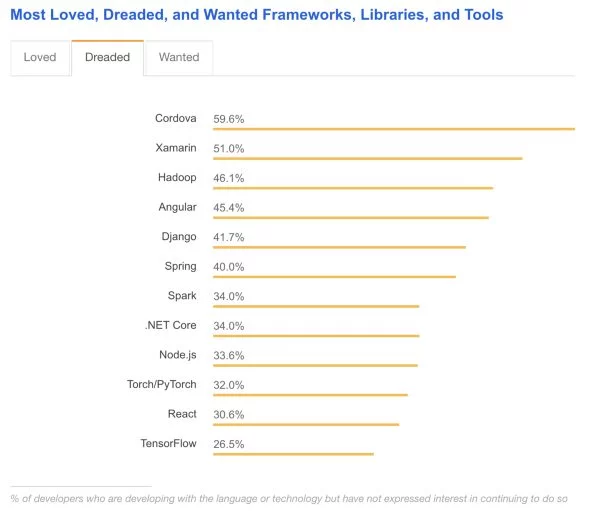 Most Loved, Dreaded, and Wanted Frameworks, Libraries, and Tools
Loved Dreaded Wanted
Cordova 59.6%
Xamarin 51.0%
Hadoop 46.1%
Angular 45.4%
Django 41.7%
Spring 40.0%
Spark 34.0%
.NET Core 34.0%
Node.js 33.6%
Torch/PyTorch 32.0%
React 30.6%
TensorFlow 26.5%
% of developers who are developing with the language or technology but have not expressed interest in continuing to do so